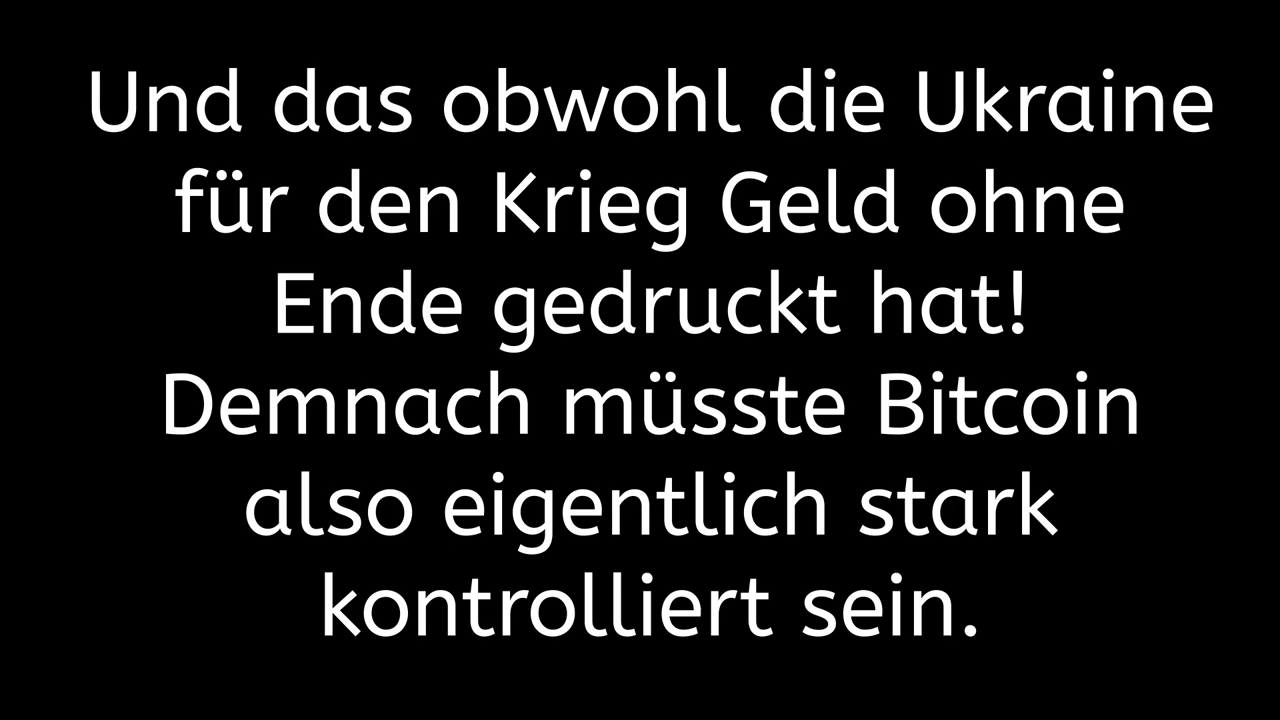 Und das obwohl die Ukraine
für den Krieg Geld ohne
Ende gedruckt hat!
Demnach müsste Bitcoin
also eigentlich stark
kontrolliert sein.